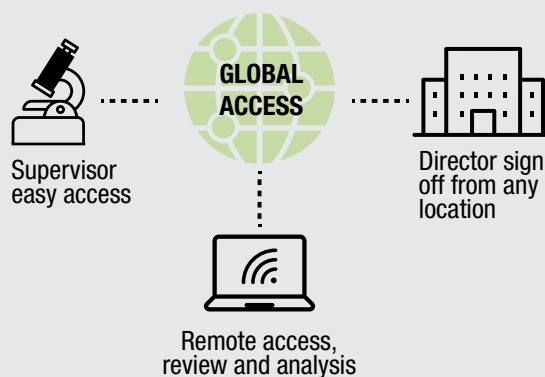 GLOBAL
ACCESS
Supervisor
easy access
Director sign
off from any
location
Remote access,
review and analysis